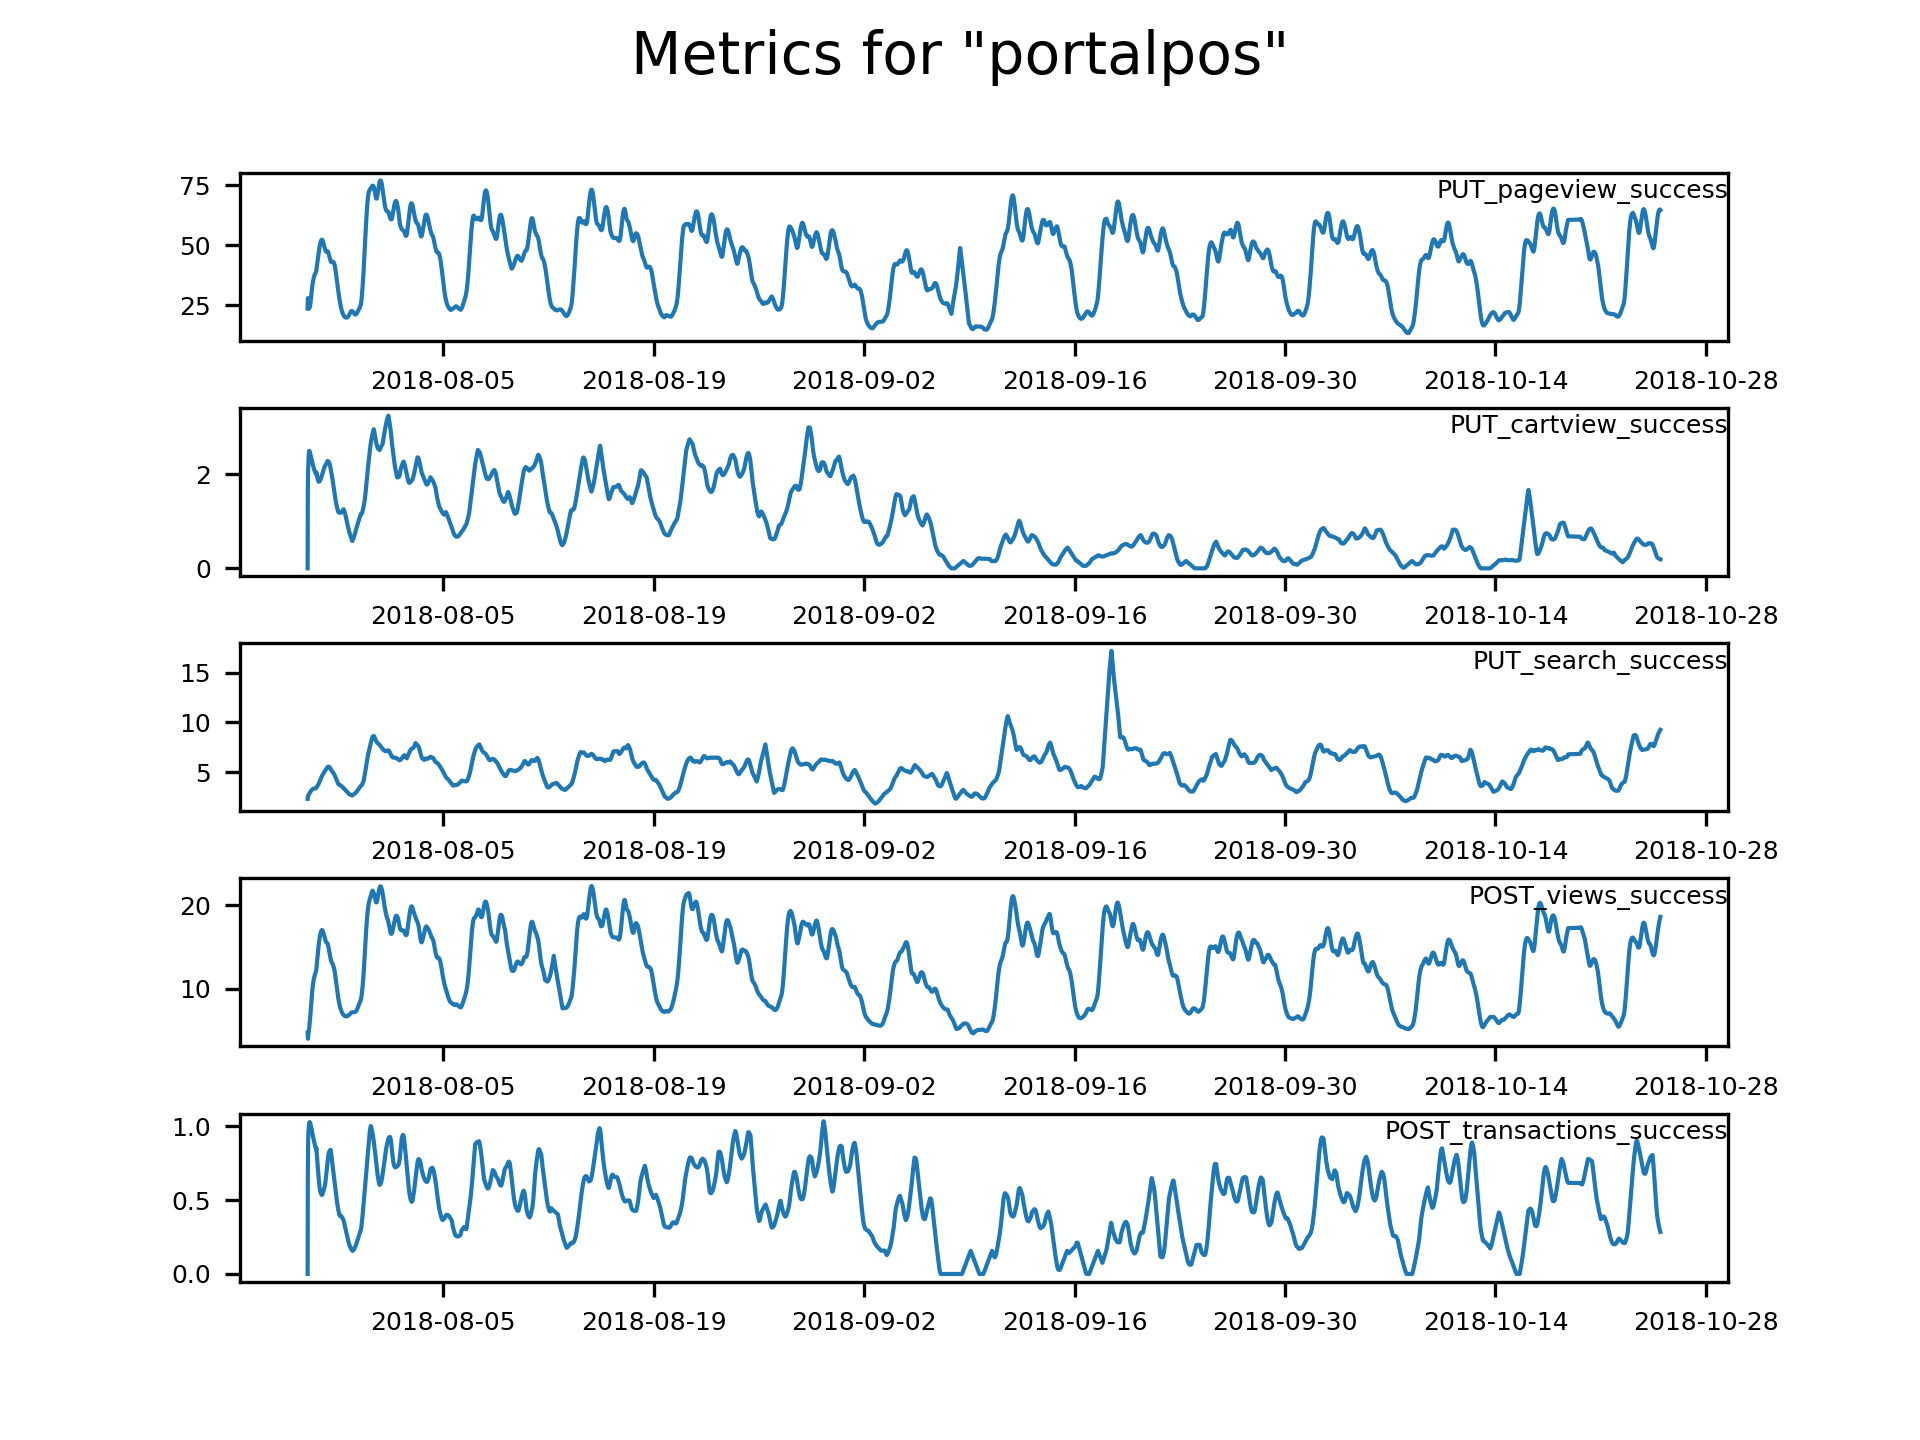 Metrics for "portalpos"
PUT_pageview_success
75
50
25
2018-08-05 2018-08-19 2018-09-02 2018-09-16 2018-09-30 2018-10-14 2018-10-28
PUT_cartview_success
2
0
2018-08-05 2018-08-19 2018-09-02 2018-09-16 2018-09-30 2018-10-14 2018-10-28
PUT_search_success
15
10
5
2018-08-05 2018-08-19 2018-09-02 2018-09-16 2018-09-30 2018-10-14 2018-10-28
POST_views_success
20
10
2018-08-05 2018-08-19 2018-09-02 2018-09-16 2018-09-30 2018-10-14 2018-10-28
POST_transactions_success
1.0
0.5
0.0
2018-08-05 2018-08-19 2018-09-02 2018-09-16 2018-09-30 2018-10-14 2018-10-28